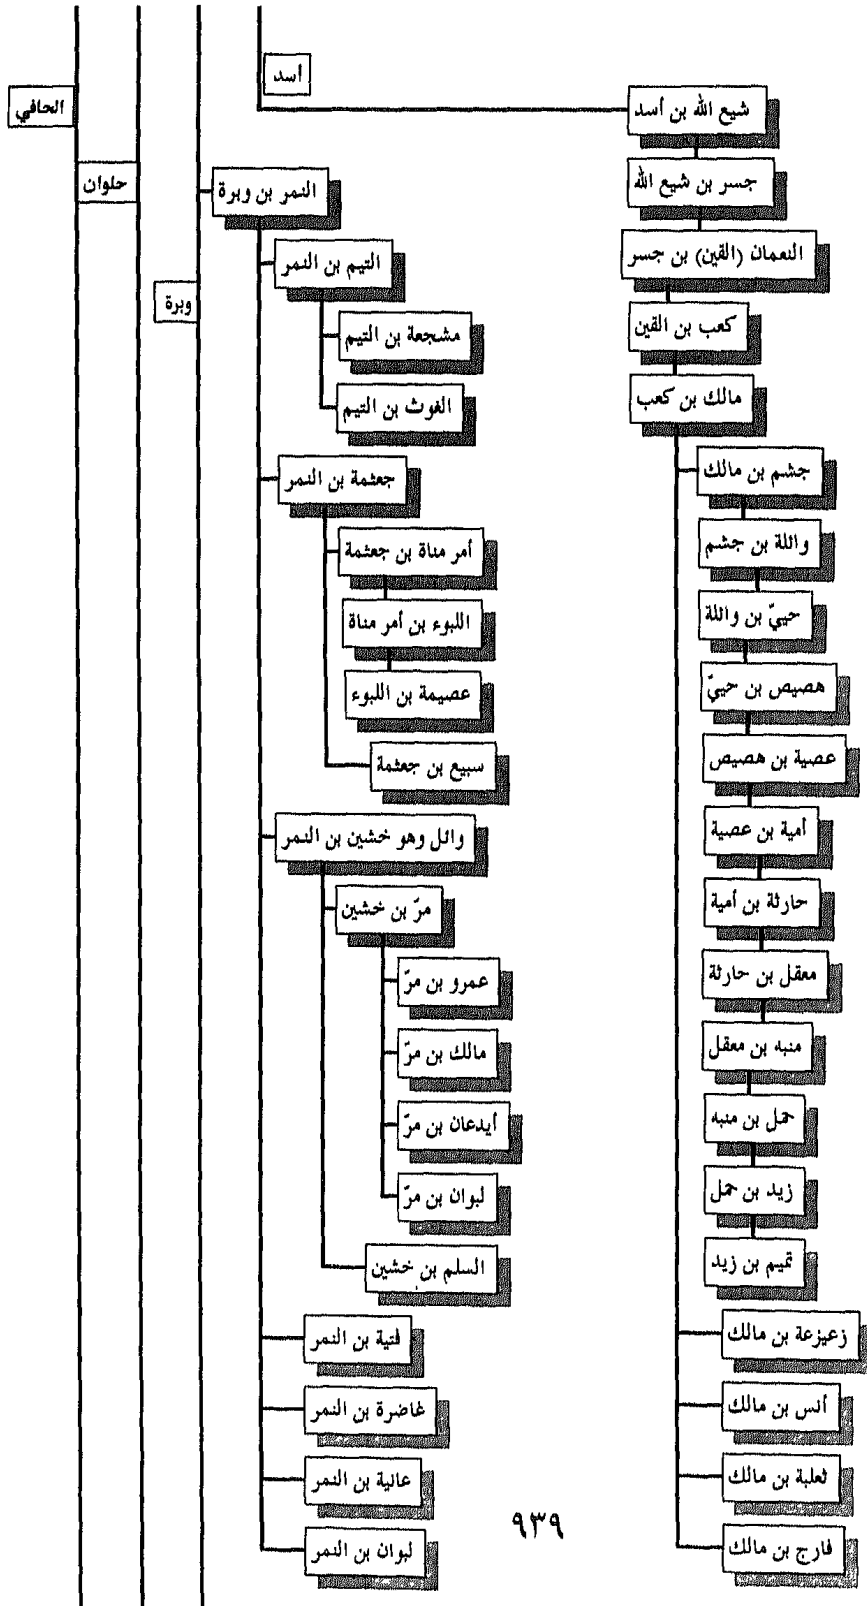 أسد
شيع الله بن أسد
جسر بن شيع الله
النعمان (القين) بن جسر
كعب بن القين
مالك بن كعب
جشم بن مالك
واللة بن جشم
حييّ بن واللة
هصيص بن حييّ
عصية بن هصيص
أمية بن عصية
حارثة بن أمية
معقل بن حارثة
منبه بن معقل
حمل بن منبه
زيد بن حمل
تميم بن زيد
زعيزعة بن مالك
أنس بن مالك
ثعلبة بن مالك
فارج بن مالك
الحافي
حلوان
وبرة
النمر بن وبرة
التيم بن النمر
مشجعة بن التيم
الغوث بن التيم
جعثمة بن النمر
أمر مناة بن جعثمة
اللبوء بن أمر مناة
عصيمة بن اللبوء
سبيع بن جعثمة
وائل وهو خشين بن النمر
مرّ بن خشين
عمرو بن مرّ
مالك بن مرّ
أيدعان بن مرّ
لبوان بن مرّ
السلم بن خشين
فتية بن النمر
غاضرة بن النمر
عانية بن النمر
لبوان بن النمر
٩٣٩